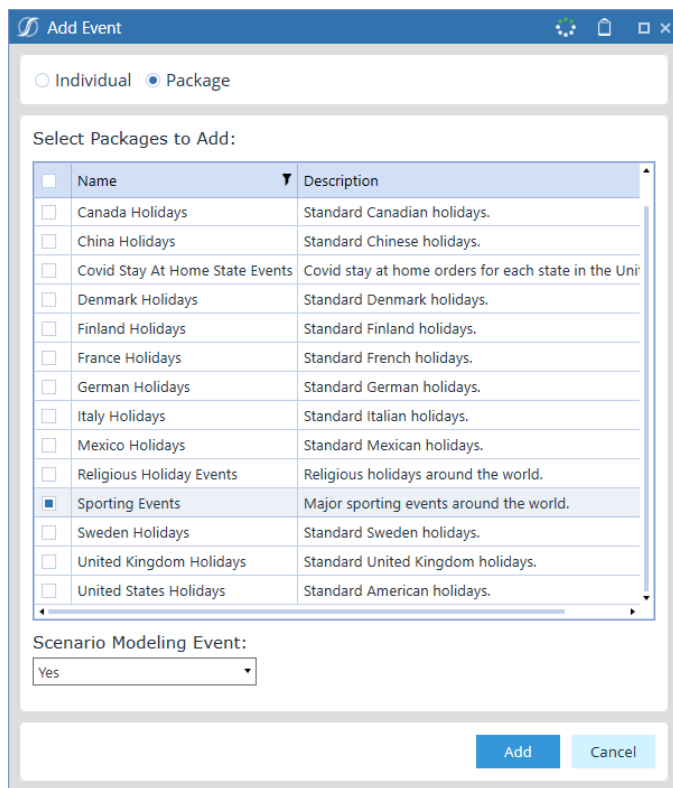 Add Event
Individual Package
Select Packages to Add:
Name Description
Canada Holidays Standard Canadian holidays.
China Holidays Standard Chinese holidays.
Covid Stay At Home State Events Covid stay at home orders for each state in the Unit
Denmark Holidays Standard Denmark holidays.
Finland Holidays Standard Finland holidays.
France Holidays Standard French holidays.
German Holidays Standard German holidays.
Italy Holidays Standard Italian holidays.
Mexico Holidays Standard Mexican holidays.
Religious Holiday Events Religious holidays around the world.
Sporting Events Major sporting events around the world.
Sweden Holidays Standard Sweden holidays.
United Kingdom Holidays Standard United Kingdom holidays.
United States Holidays Standard American holidays.
Scenario Modeling Event:
Yes
Add Cancel